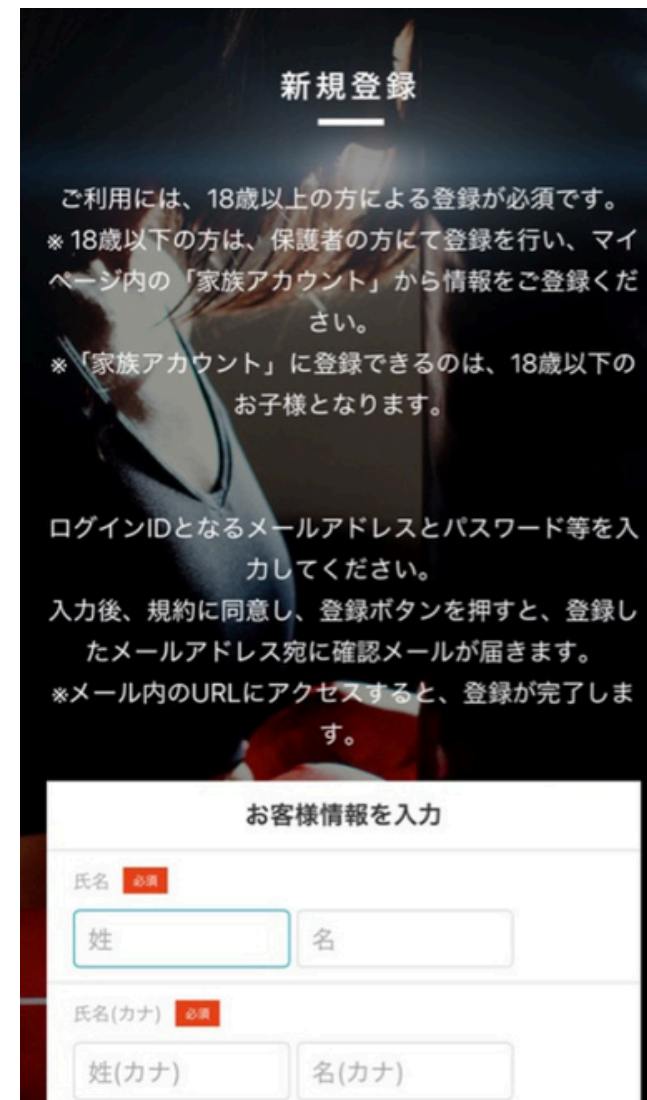 新規登録
ご利用には、18歳以上の方による登録が必須です。
※ 18歳以下の方は、保護者の方にて登録を行い、マイ
ページ内の「家族アカウント」から情報をご登録くだ
さい。
※「家族アカウント」に登録できるのは、18歳以下の
お子様となります。
ログインIDとなるメールアドレスとパスワード等を入
力してください。
入力後、規約に同意し、登録ボタンを押すと、登録し
たメールアドレス宛に確認メールが届きます。
※メール内のURLにアクセスすると、登録が完了しま
す。
お客様情報を入力
氏名 必須
姓 名
氏名(カナ) 必須
姓(カナ) 名(カナ)